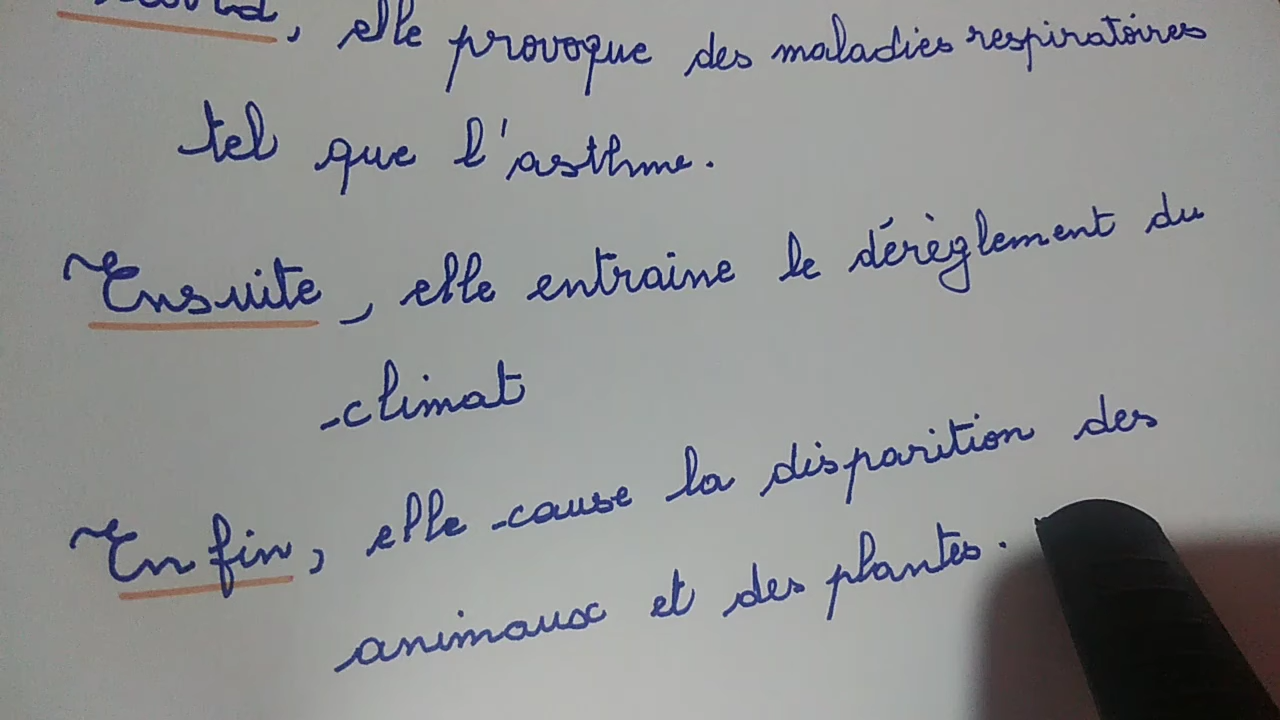 , elle provoque des maladies respiratoires
tel que l'asthme.
Ensuite, elle entraine le dérèglement du
climat
Enfin, elle cause la disparition des
animaux et des plantes.